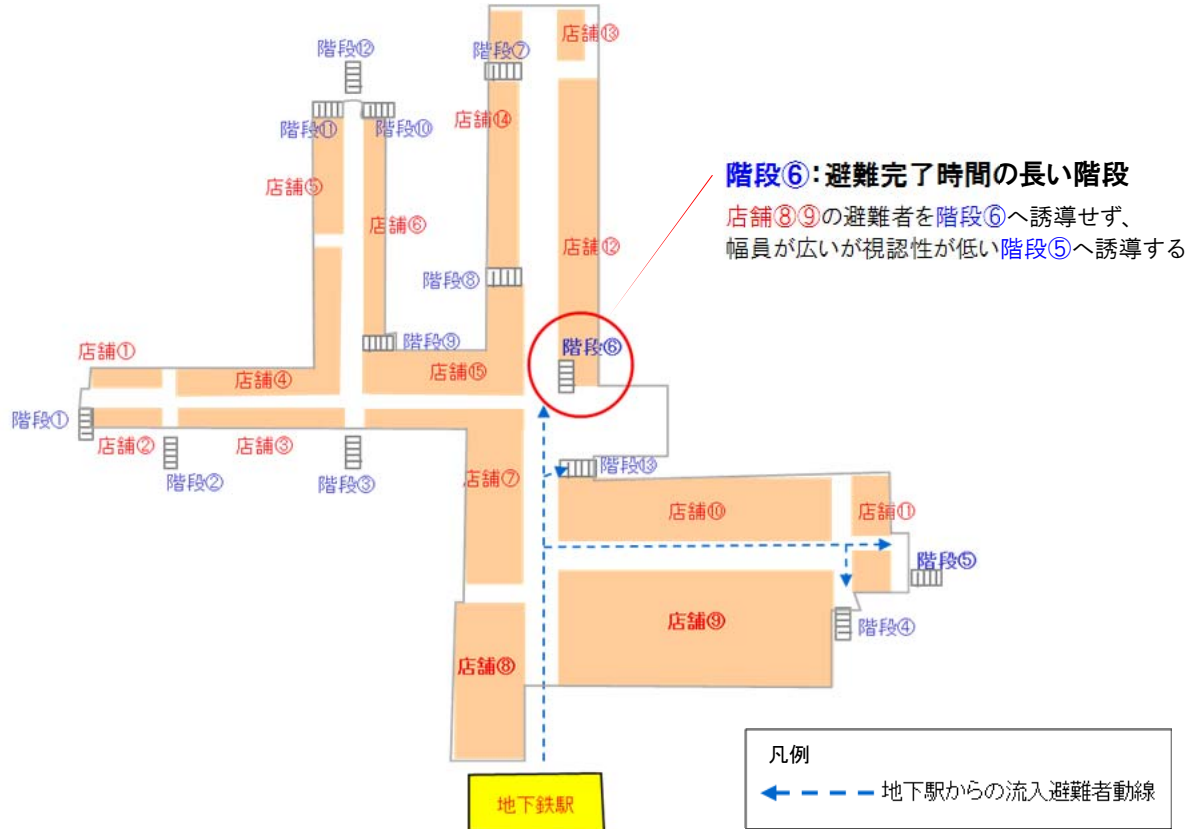 店舗⑬
階段⑫
階段⑦
階段⑪
階段⑩
店舗⑭
店舗⑤
店舗⑥
店舗⑫
階段⑧
階段⑥:避難完了時間の長い階段
店舗⑧⑨の避難者を階段⑥へ誘導せず、
幅員が広いが視認性が低い階段⑤へ誘導する
階段⑨
階段⑥
店舗①
店舗④
店舗⑮
階段①
店舗②
店舗③
階段②
階段③
店舗⑦
階段⑬
店舗⑩
店舗⑪
階段⑤
店舗⑨
階段④
店舗⑧
地下鉄駅
凡例
地下駅からの流入避難者動線